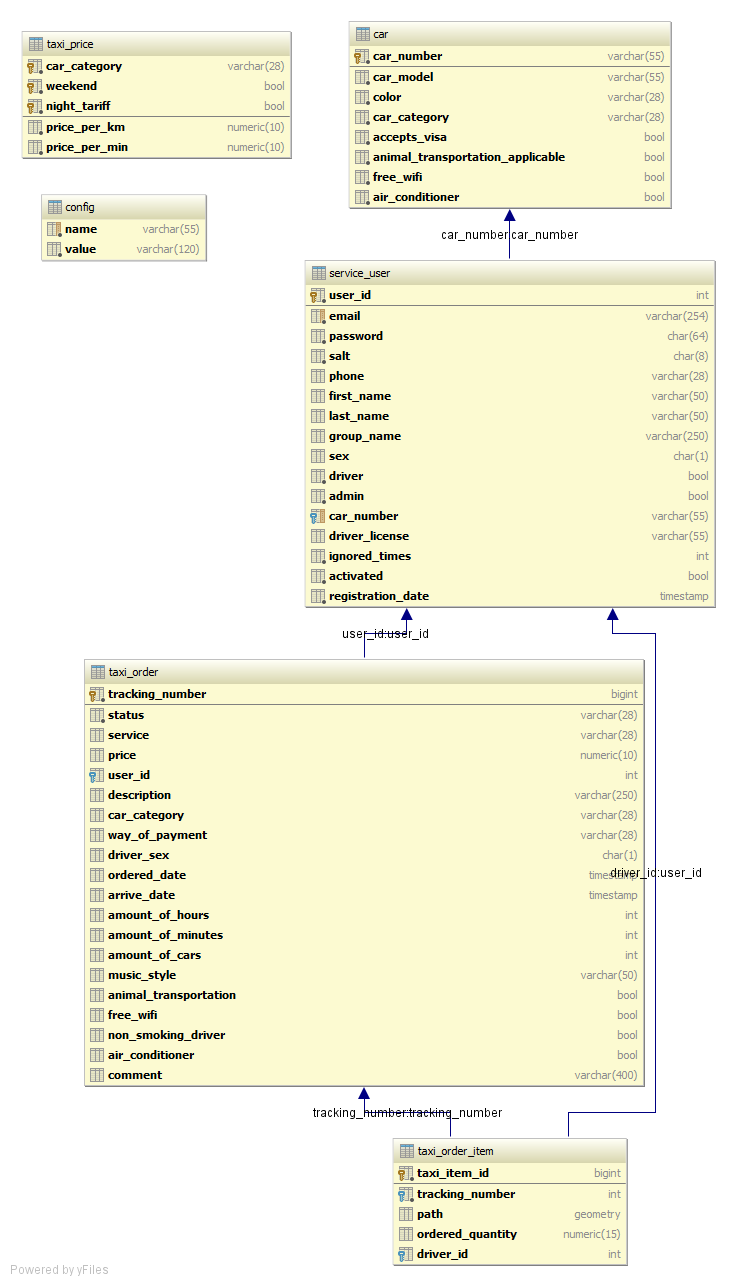 taxi_price
car_category varchar(28)
weekend bool
night_tariff bool
price_per_km numeric(10)
price_per_min numeric(10)
car
car_number varchar(55)
car_model varchar(55)
color varchar(28)
car_category varchar(28)
accepts_visa bool
animal_transportation_applicable bool
free_wifi bool
air_conditioner bool
config
name varchar(55)
value varchar(120)
car_number:car_number
service_user
user_id int
email varchar(254)
password char(64)
salt char(8)
phone varchar(28)
first_name varchar(50)
last_name varchar(50)
group_name varchar(250)
sex char(1)
driver bool
admin bool
car_number varchar(55)
driver_license varchar(55)
ignored_times int
activated bool
registration_date timestamp
user_id:user_id
taxi_order
tracking_number bigint
status varchar(28)
service varchar(28)
price numeric(10)
user_id int
description varchar(250)
car_category varchar(28)
way_of_payment varchar(28)
driver_sex char(1)
ordered_date timestamp
driver_id:user_id
arrive_date timestamp
amount_of_hours int
amount_of_minutes int
amount_of_cars int
music_style varchar(50)
animal_transportation bool
free_wifi bool
non_smoking_driver bool
air_conditioner bool
comment varchar(400)
tracking_number:tracking_number
taxi_order_item
taxi_item_id bigint
tracking_number int
path geometry
ordered_quantity numeric(15)
driver_id int
Powered by yFiles